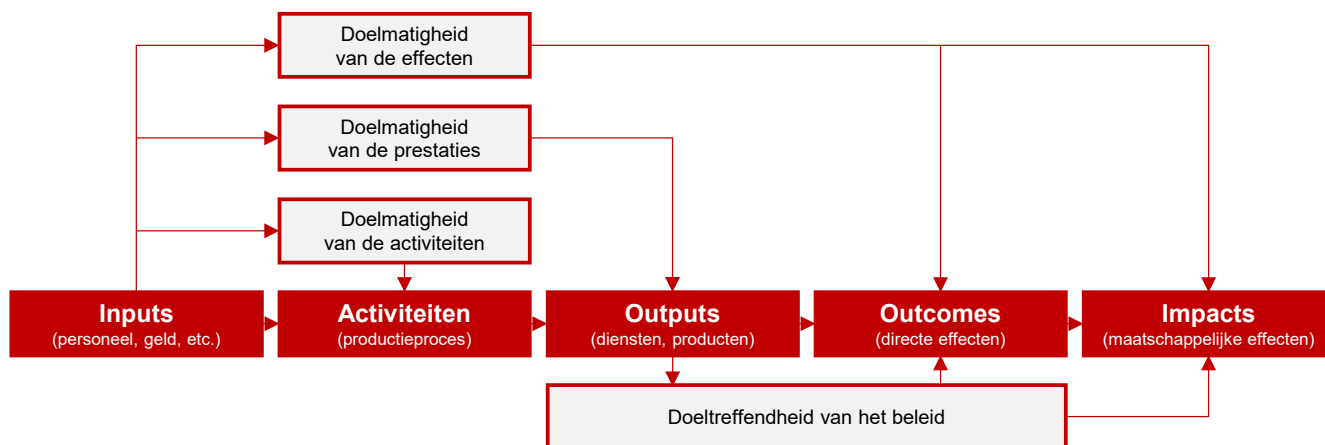 Doelmatigheid
van de effecten
Doelmatigheid
van de prestaties
Doelmatigheid
van de activiteiten
Inputs
(personeel, geld, etc.)
Activiteiten
(productieproces)
Outputs
(diensten, producten)
Outcomes
(directe effecten)
Impacts
(maatschappelijke effecten)
Doeltreffendheid van het beleid